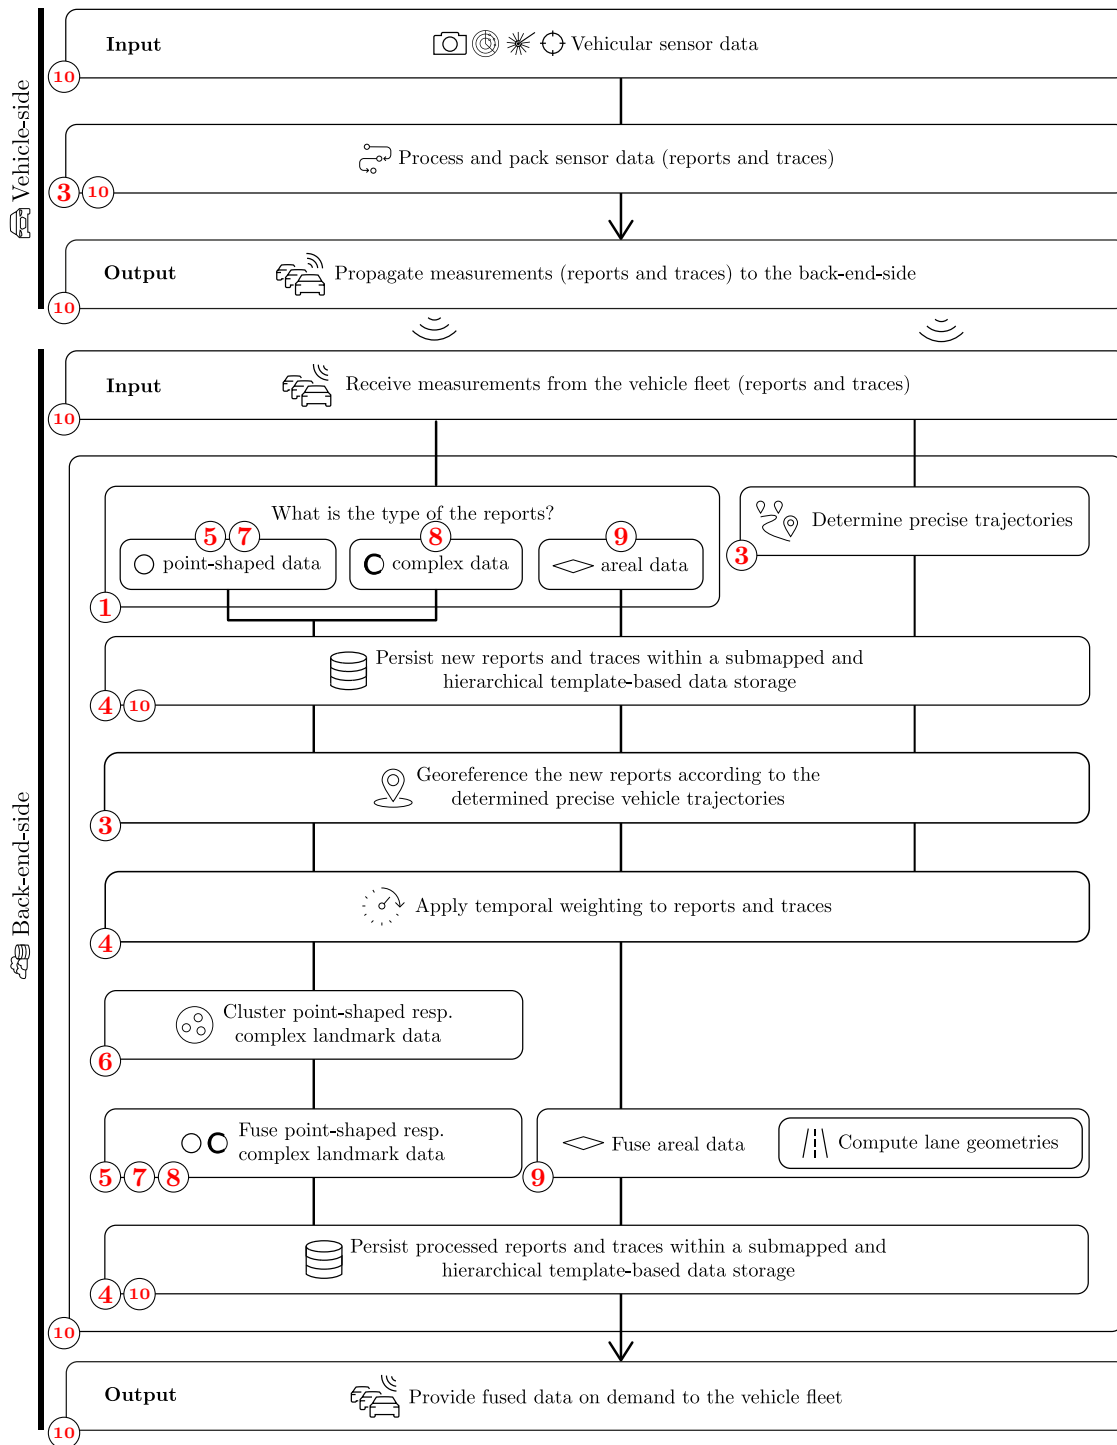 Vehicle-side
Input
Vehicular sensor data
10
Process and pack sensor data (reports and traces)
3 10
Output
Propagate measurements (reports and traces) to the back-end-side
10
Back-end-side
Input
Receive measurements from the vehicle fleet (reports and traces)
10
What is the type of the reports?
5 7
8
9
point-shaped data
complex data
areal data
1
Determine precise trajectories
3
Persist new reports and traces within a submapped and
hierarchical template-based data storage
4 10
Georeference the new reports according to the
determined precise vehicle trajectories
3
Apply temporal weighting to reports and traces
4
Cluster point-shaped resp.
complex landmark data
6
Fuse point-shaped resp.
complex landmark data
5 7 8
Fuse areal data
Compute lane geometries
9
Persist processed reports and traces within a submapped and
hierarchical template-based data storage
4 10
10
Output
Provide fused data on demand to the vehicle fleet
10